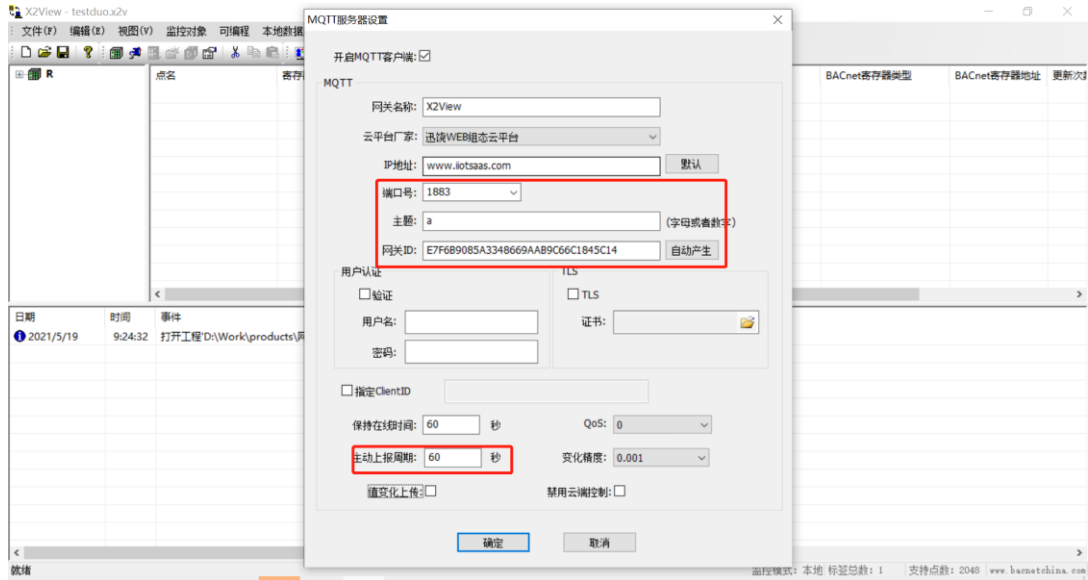 X2View - testduo.x2v
文件(F) 编辑(E) 视图(V) 监控对象 可编程 本地数据
R
点名 寄存
BACnet寄存器类型 BACnet寄存器地址 更新次
日期 时间 事件
2021/5/19 9:24:32 打开工程'D:\Work\products\
MQTT服务器设置
开启MQTT客户端:
MQTT
网关名称: X2View
云平台厂家: 迅饶WEB组态云平台
IP地址: www.iiotsaas.com 默认
端口号: 1883
主题: a (字母或者数字)
网关ID: E7F6B9085A3348669AAB9C66C1845C14 自动产生
用户认证
验证
用户名:
密码:
TLS
TLS
证书:
指定ClientID
保持在线时间: 60 秒 QoS: 0
主动上报周期: 60 秒 变化精度: 0.001
值变化上传: 禁用云端控制:
确定 取消
就绪 监控模式: 本地 标签总数: 1 支持点数: 2048 www.bacnetchina.com